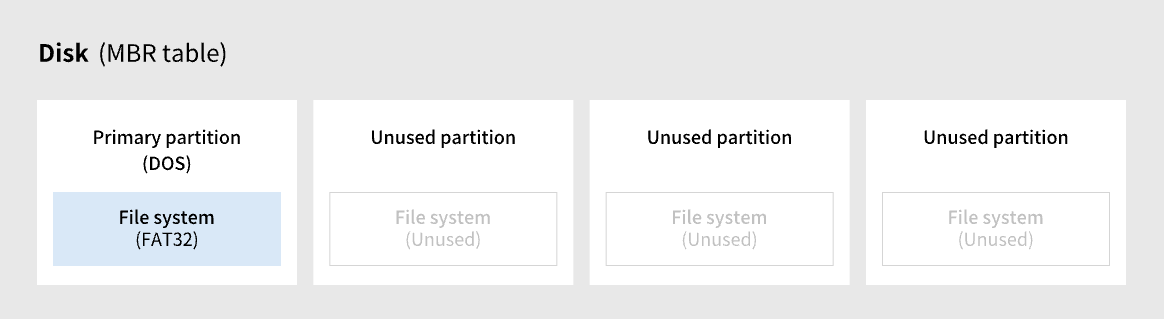 Disk (MBR table)
Primary partition
(DOS)
File system
(FAT32)
Unused partition
File system
(Unused)
Unused partition
File system
(Unused)
Unused partition
File system
(Unused)